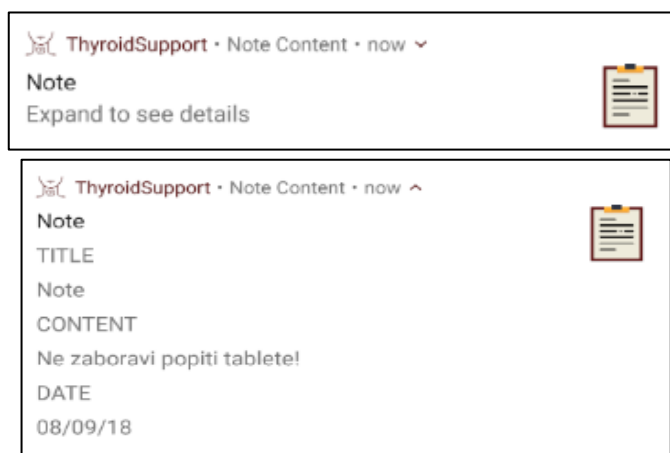 ThyroidSupport • Note Content • now
Note
Expand to see details
ThyroidSupport • Note Content • now
Note
TITLE
Note
CONTENT
Ne zaboravi popiti tablete!
DATE
08/09/18